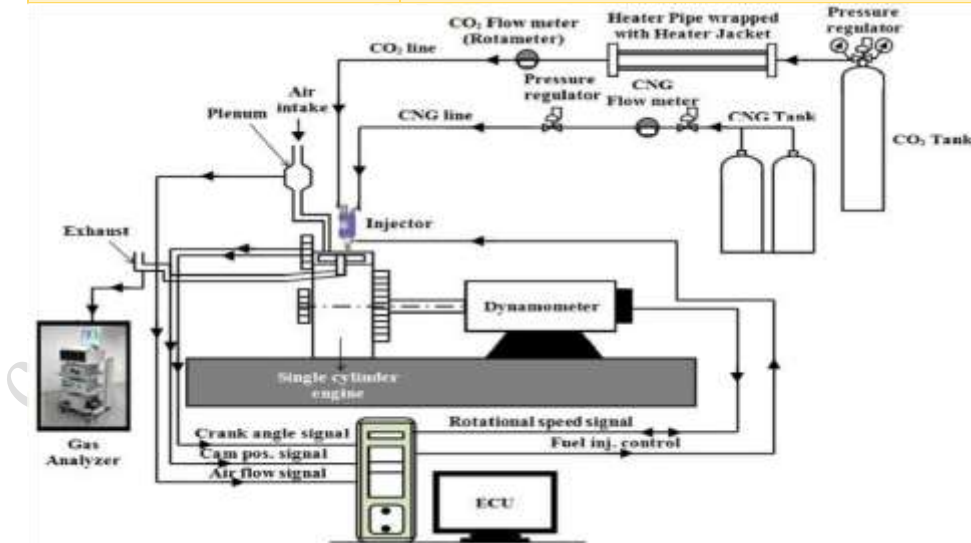 CO₂ Flow meter
(Rotameter)
Heater Pipe wrapped
with Heater Jacket
Pressure
regulator
CO₂ line
Air
intake
Plenum
Pressure
regulator
CNG
Flow meter
CNG line
CNG Tank
CO₂ Tank
Injector
Exhaust
Dynamometer
Single cylinder
engine
Gas
Analyzer
Crank angle signal
Cam pos. signal
Air flow signal
Rotational speed signal
Fuel inj. control
ECU